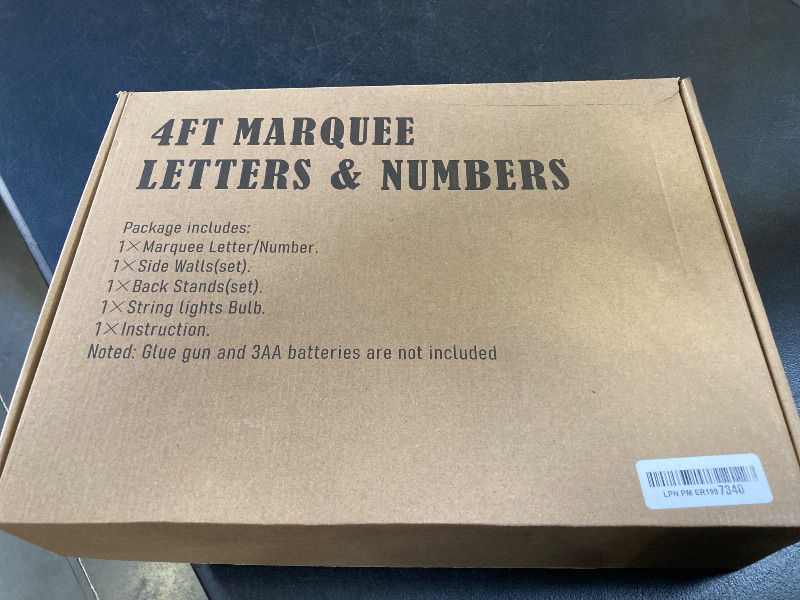 4FT MARQUEE
LETTERS & NUMBERS
Package includes:
1×Marquee Letter/Number.
1×Side Walls(set).
1×Back Stands(set).
1×String lights Bulb.
1×Instruction.
Noted: Glue gun and 3AA batteries are not included
LPN PM ER1987340